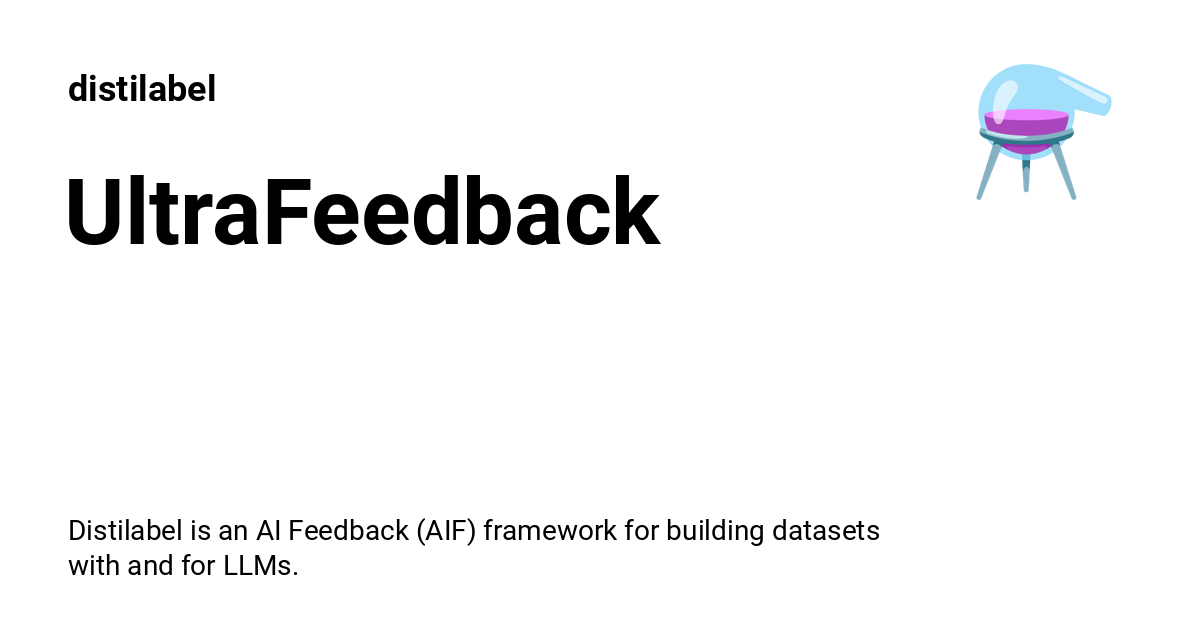 distilabel
UltraFeedback
Distilabel is an AI Feedback (AIF) framework for building datasets
with and for LLMs.